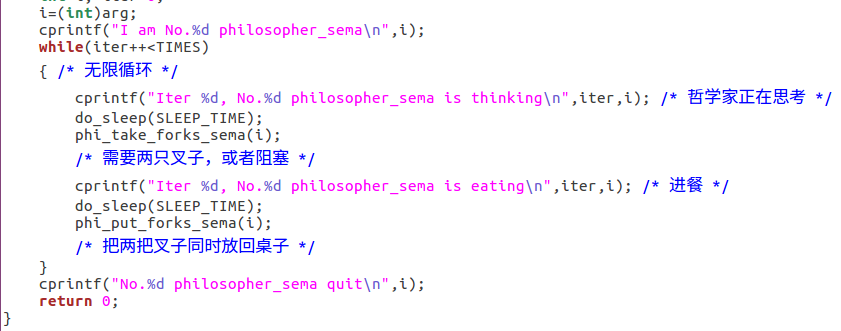 i=(int)arg;
cprintf("I am No.%d philosopher_sema\n",i);
while(iter++<TIMES)
{ /* 无限循环 */
cprintf("Iter %d, No.%d philosopher_sema is thinking\n",iter,i); /* 哲学家正在思考 */
do_sleep(SLEEP_TIME);
phi_take_forks_sema(i);
/* 需要两只叉子，或者阻塞 */
cprintf("Iter %d, No.%d philosopher_sema is eating\n",iter,i); /* 进餐 */
do_sleep(SLEEP_TIME);
phi_put_forks_sema(i);
/* 把两把叉子同时放回桌子 */
}
cprintf("No.%d philosopher_sema quit\n",i);
return 0;
}